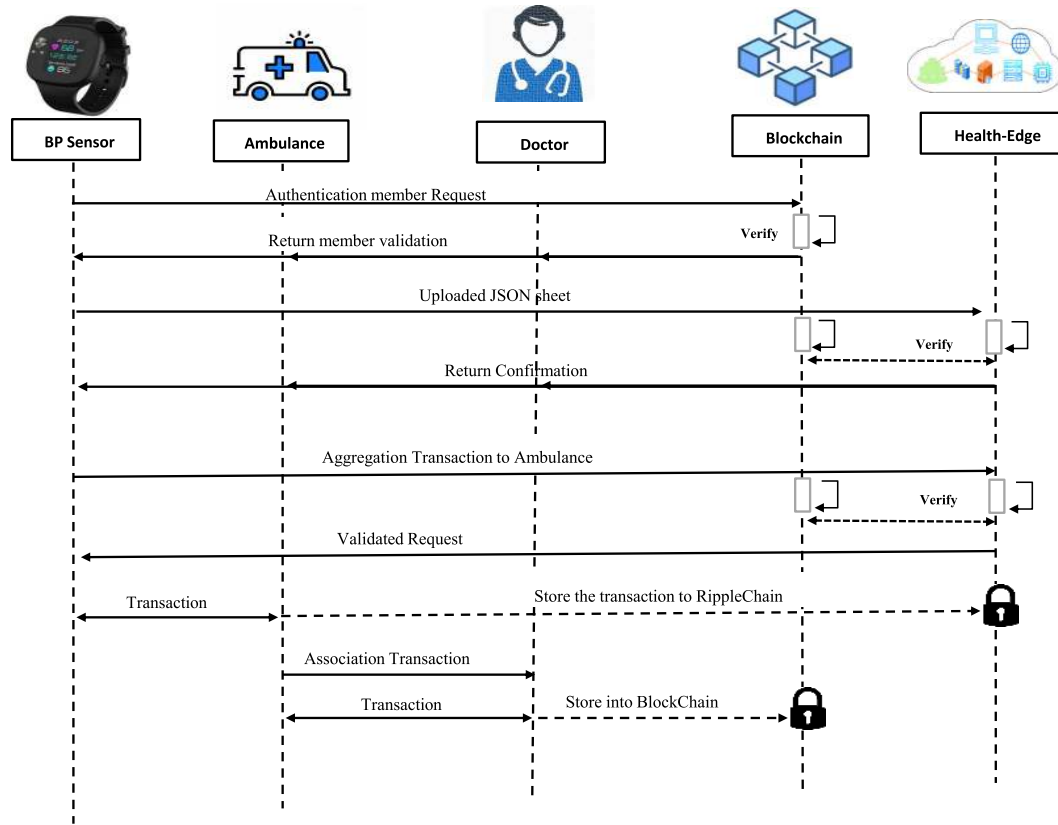 BP Sensor
Ambulance
Doctor
Blockchain
Health-Edge
Authentication member Request
Verify
Return member validation
Uploaded JSON sheet
Verify
Return Confirmation
Aggregation Transaction to Ambulance
Verify
Validated Request
Transaction
Store the transaction to RippleChain
Association Transaction
Transaction
Store into BlockChain